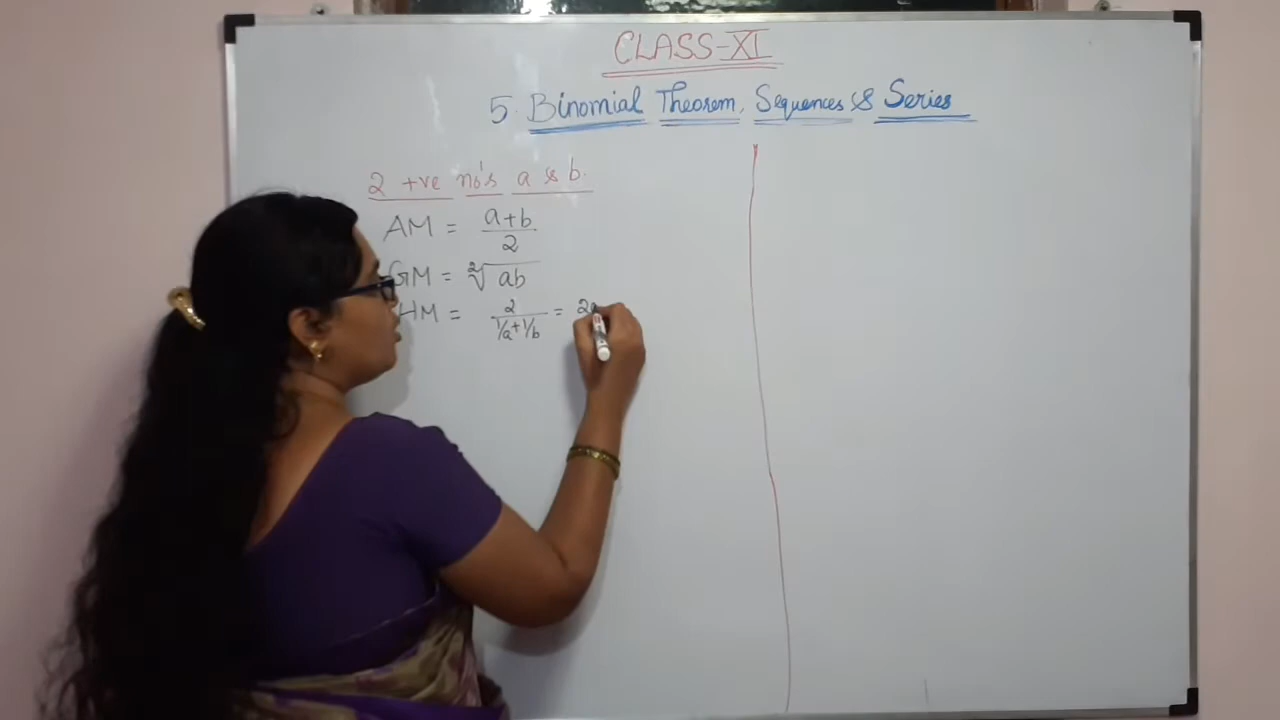 CLASS-XI
5. Binomial Theorem, Sequences & Series
2 +ve no's a & b.
AM = a+b/2
GM = ²√ab
HM = 2/(1/a+1/b) = 2